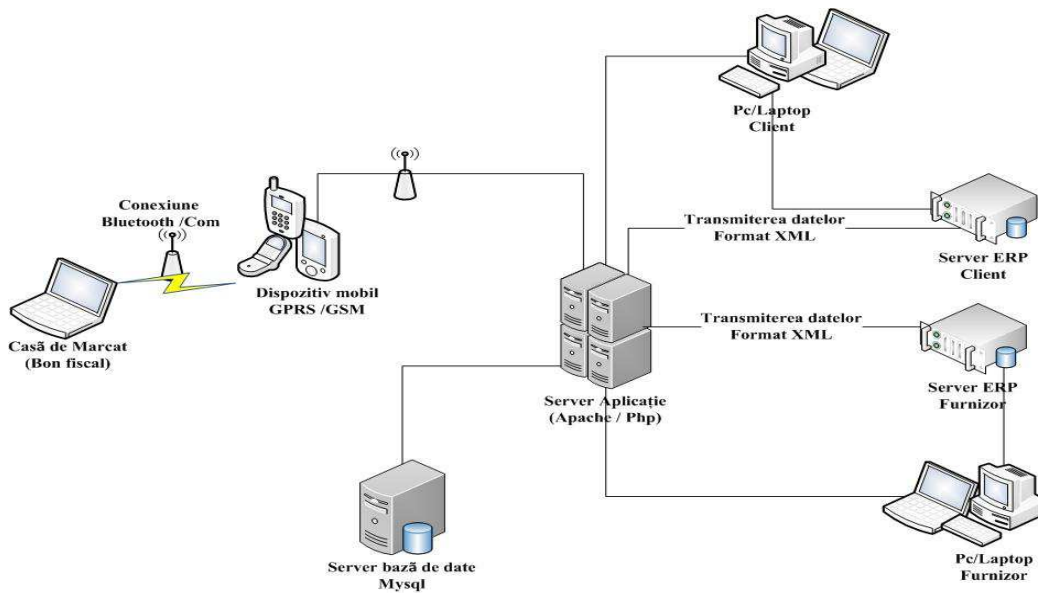 Pc/Laptop
Client
Conexiune
Bluetooth /Com
Transmiterea datelor
Format XML
Server ERP
Client
Dispozitiv mobil
GPRS /GSM
Casă de Marcat
(Bon fiscal)
Transmiterea datelor
Format XML
Server ERP
Furnizor
Server Aplicație
(Apache / Php)
Server bază de date
Mysql
Pc/Laptop
Furnizor